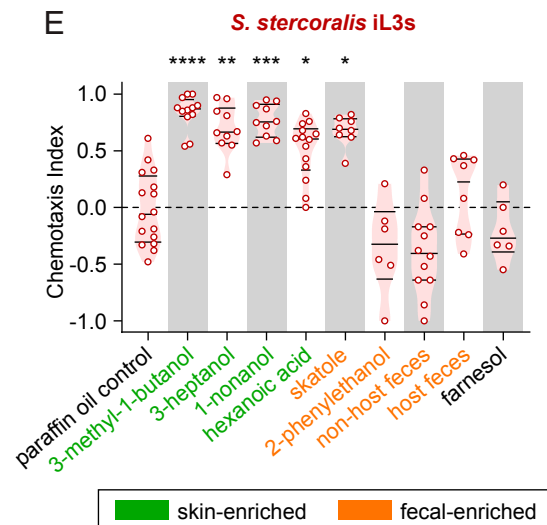 E
S. stercoralis iL3s
**** ** *** * *
1.0
0.5
0.0
-0.5
-1.0
Chemotaxis Index
paraffin oil control
3-methyl-1-butanol
3-heptanol
1-nonanol
hexanoic acid
skatole
2-phenylethanol
non-host feces
host feces
farnesol
skin-enriched fecal-enriched